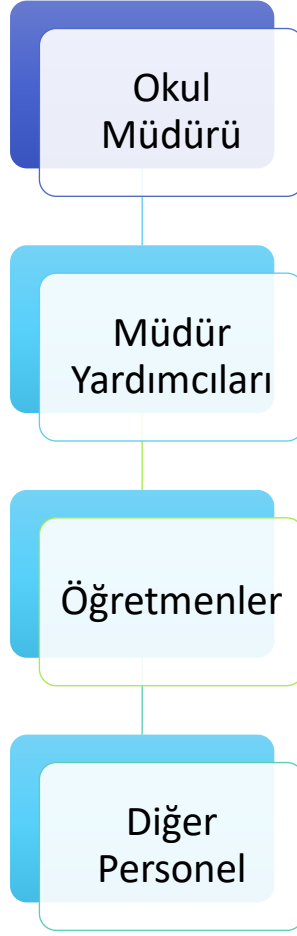 Okul
Müdürü
Müdür
Yardımcıları
Öğretmenler
Diğer
Personel